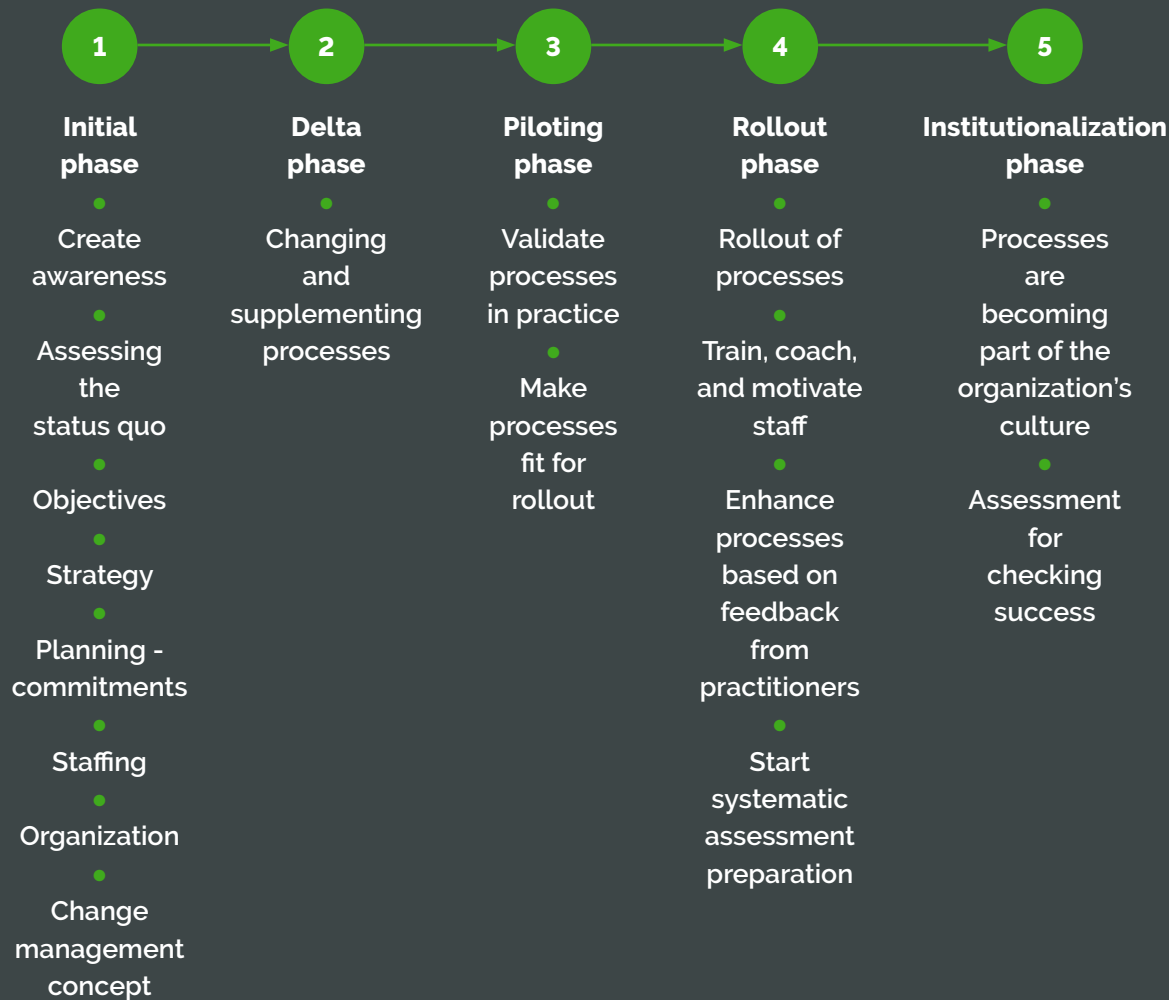 1
2
3
4
5
Initial
phase
Create
awareness
Assessing
the
status quo
Objectives
Strategy
Planning -
commitments
Staffing
Organization
Change
management
concept
Delta
phase
Changing
and
supplementing
processes
Piloting
phase
Validate
processes
in practice
Make
processes
fit for
rollout
Rollout
phase
Rollout of
processes
Train, coach,
and motivate
staff
Enhance
processes
based on
feedback
from
practitioners
Start
systematic
assessment
preparation
Institutionalization
phase
Processes
are
becoming
part of the
organization's
culture
Assessment
for
checking
success